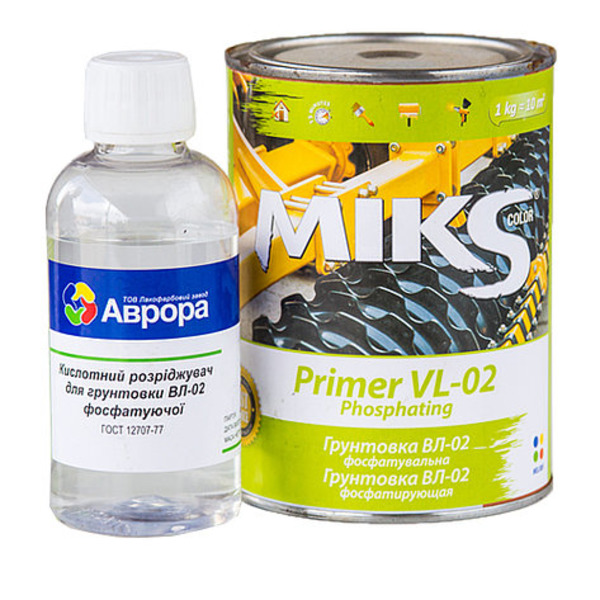 ТОВ Лакофарбовий завод
Аврора
Кислотний розріджувач
для грунтовки ВЛ-02
фосфатуючої
ГОСТ 12707-77
1 kg = 10 m²
MIKS
COLOR
Primer VL-02
Phosphating
Грунтовка ВЛ-02
фосфатувальна
Грунтовка ВЛ-02
фосфатирующая